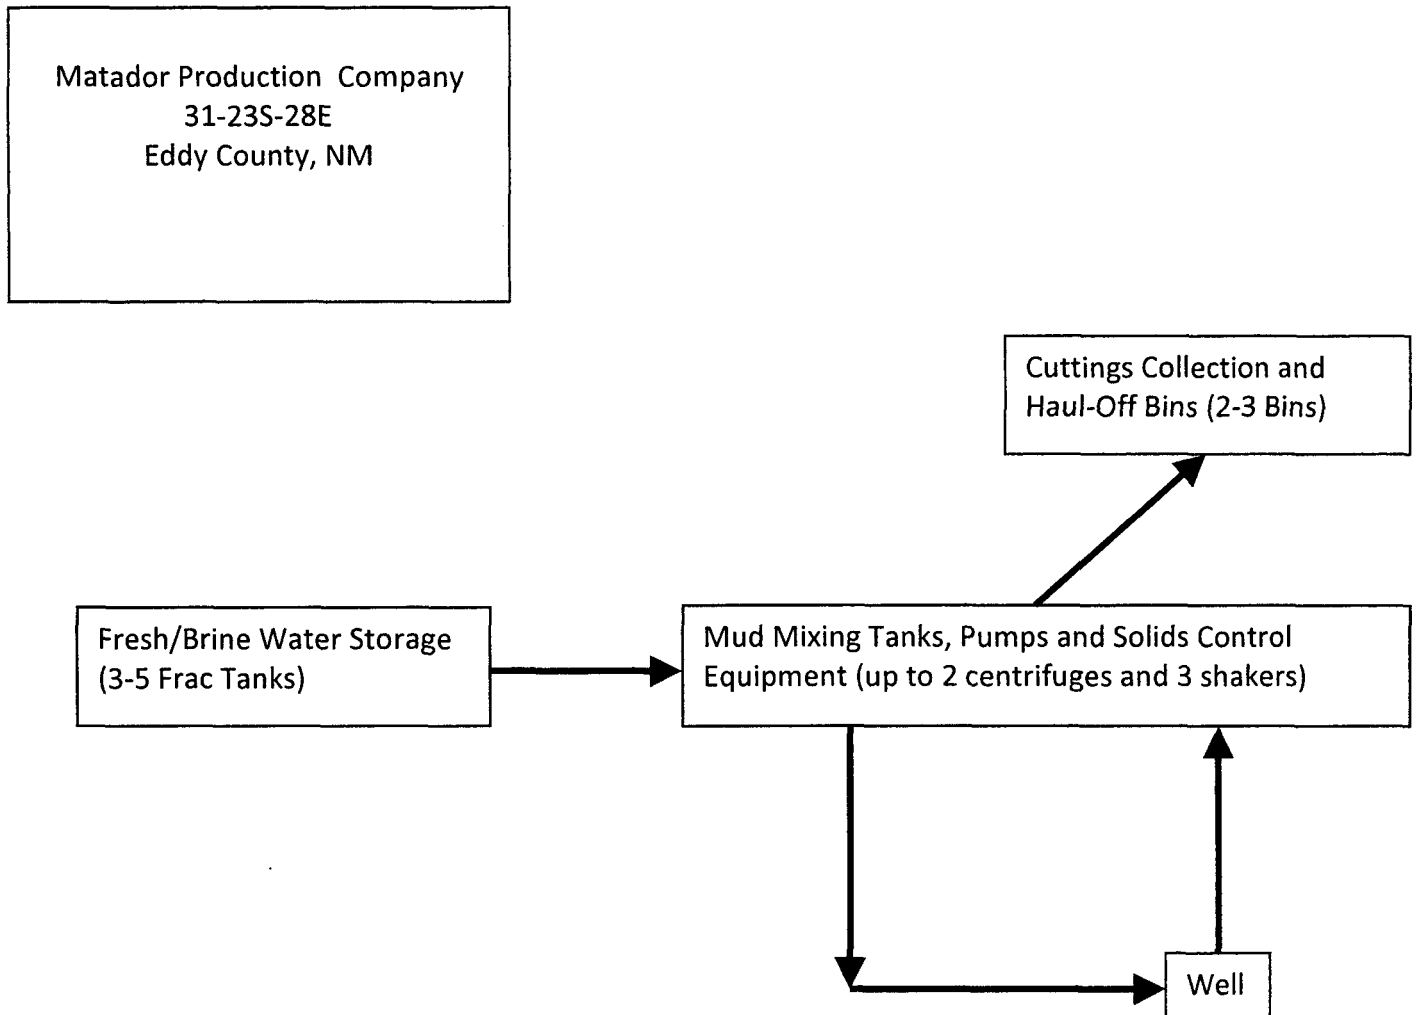 Matador Production Company
31-23S-28E
Eddy County, NM
Cuttings Collection and
Haul-Off Bins (2-3 Bins)
Fresh/Brine Water Storage
(3-5 Frac Tanks)
Mud Mixing Tanks, Pumps and Solids Control
Equipment (up to 2 centrifuges and 3 shakers)
Well